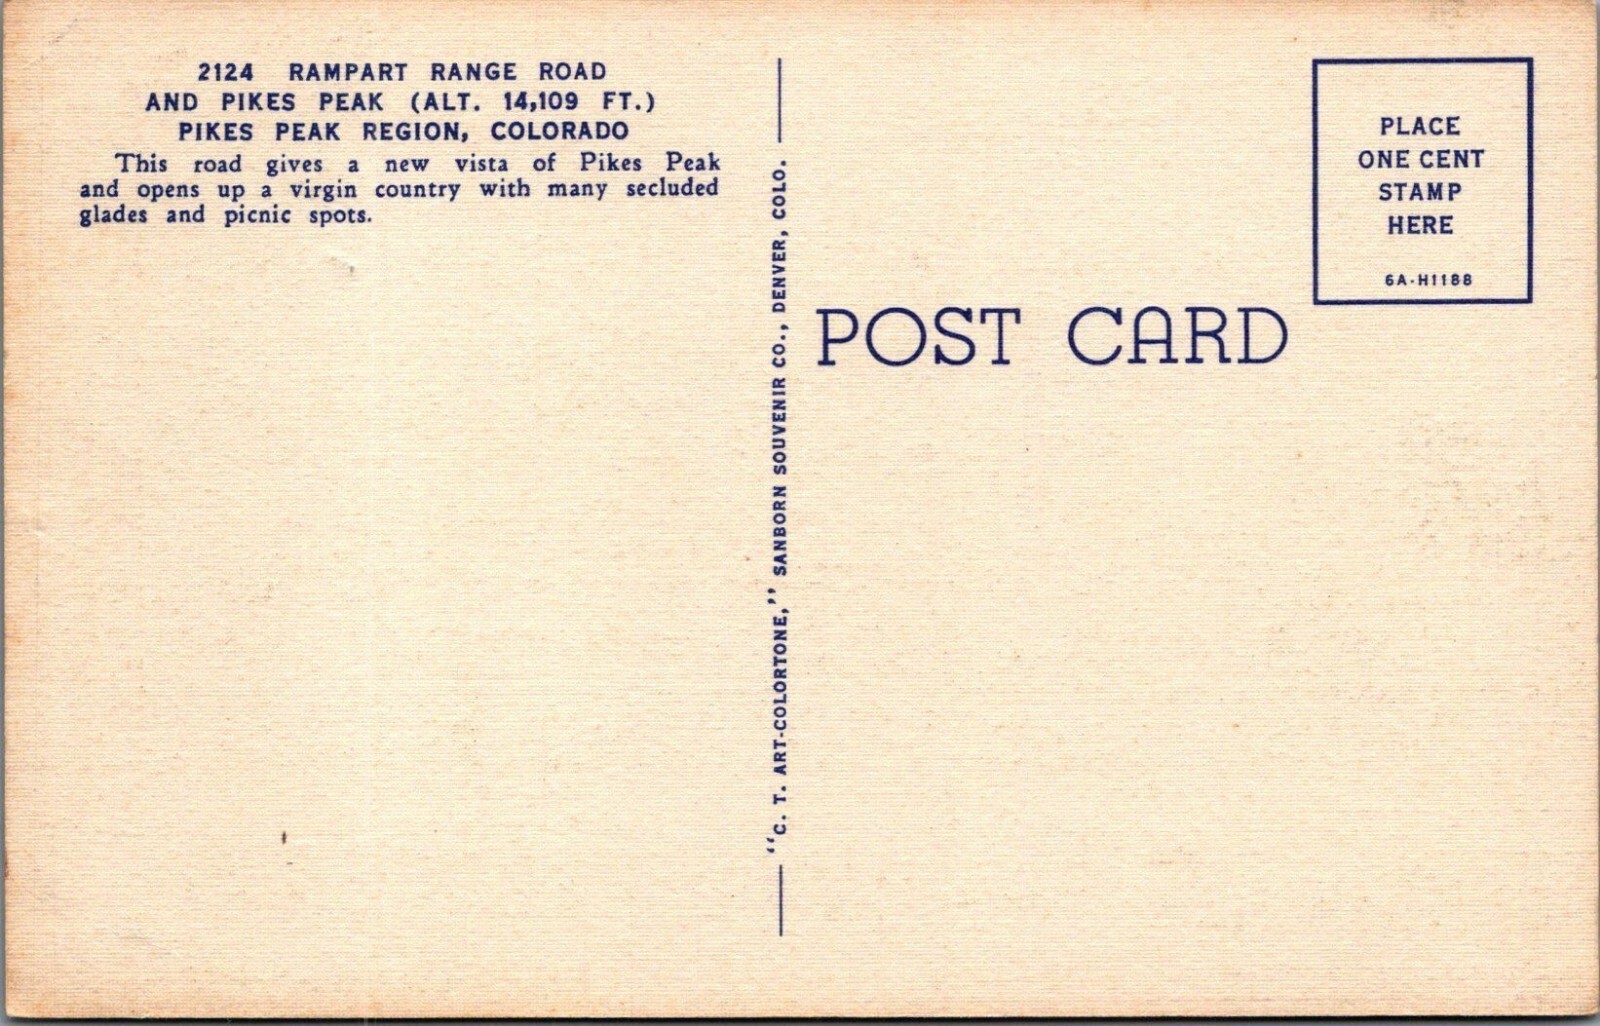 2124 RAMPART RANGE ROAD
AND PIKES PEAK (ALT. 14,109 FT.)
PIKES PEAK REGION, COLORADO
This road gives a new vista of Pikes Peak
and opens up a virgin country with many secluded
glades and picnic spots.
"C. T. ART-COLORTONE," SANBORN SOUVENIR CO., DENVER, COLO.
POST CARD
PLACE
ONE CENT
STAMP
HERE
6A-H1188